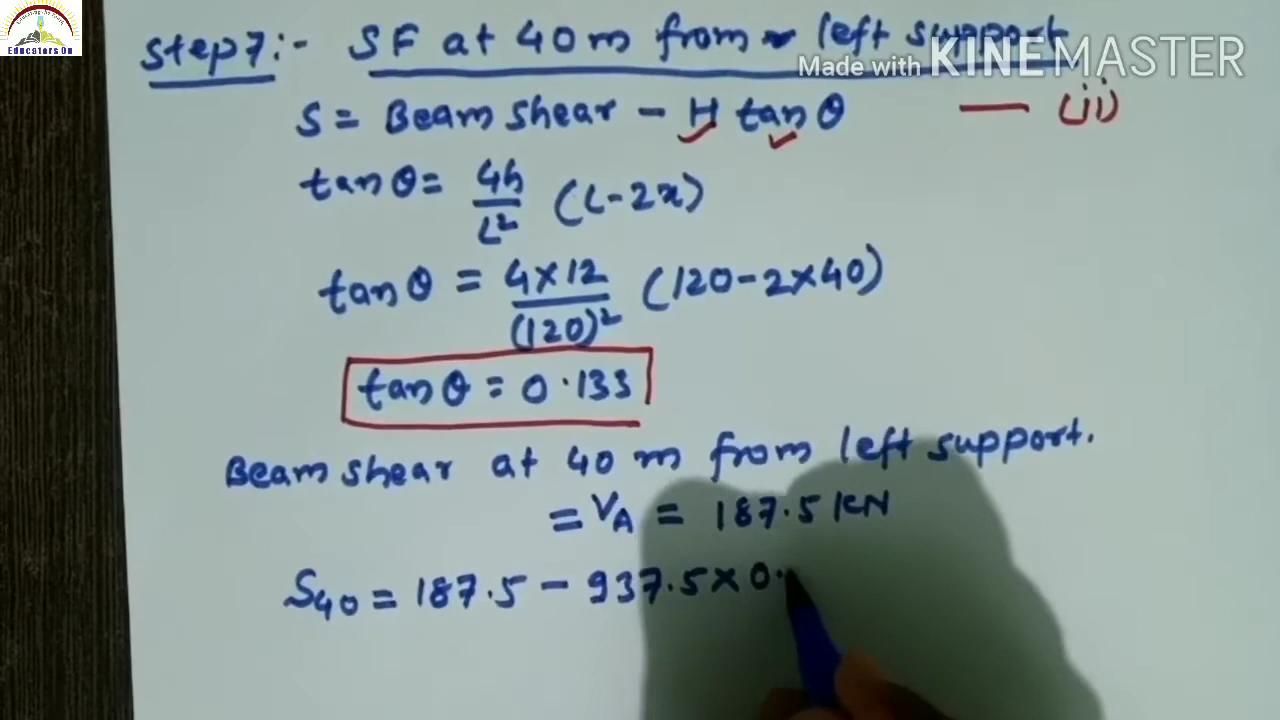 Educators On
Step 7:- SF at 40 m from left support
Made with KINEMASTER
S = Beam shear - H tan θ — (ii)
tan θ = 4h/L² (L-2x)
tan θ = 4×12/(120)² (120-2×40)
tan θ = 0.133
Beam shear at 40 m from left support.
= VA = 187.5 KN
S40 = 187.5 - 937.5 × 0.